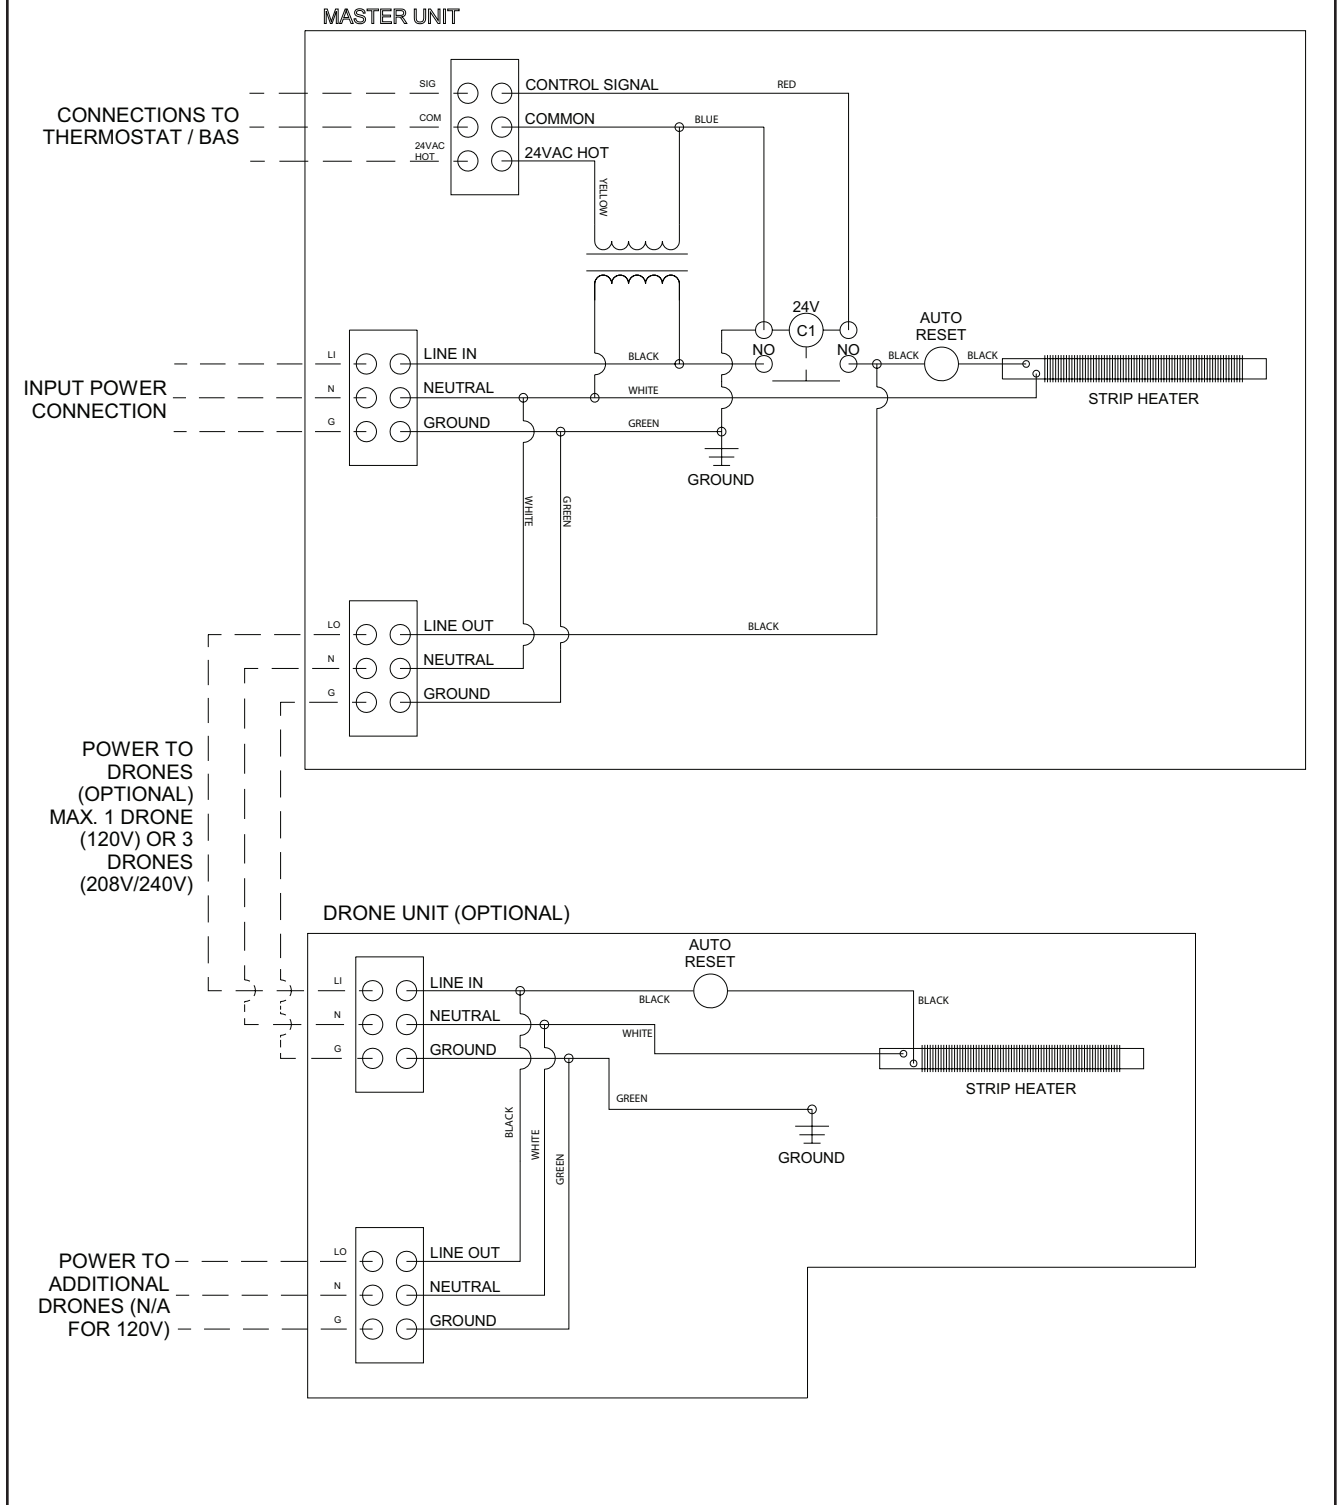 MASTER UNIT
SIG
CONTROL SIGNAL
RED
CONNECTIONS TO
THERMOSTAT / BAS
COM
COMMON
BLUE
24VAC
HOT
24VAC HOT
YELLOW
24V
C1
AUTO
RESET
NO
NO
LI
LINE IN
BLACK
BLACK
BLACK
INPUT POWER
CONNECTION
N
NEUTRAL
WHITE
STRIP HEATER
G
GROUND
GREEN
GROUND
WHITE
GREEN
LO
LINE OUT
BLACK
N
NEUTRAL
G
GROUND
POWER TO
DRONES
(OPTIONAL)
MAX. 1 DRONE
(120V) OR 3
DRONES
(208V/240V)
DRONE UNIT (OPTIONAL)
AUTO
RESET
LI
LINE IN
BLACK
BLACK
N
NEUTRAL
WHITE
G
GROUND
STRIP HEATER
GREEN
BLACK
WHITE
GREEN
GROUND
LO
LINE OUT
POWER TO
ADDITIONAL
DRONES (N/A
FOR 120V)
N
NEUTRAL
G
GROUND